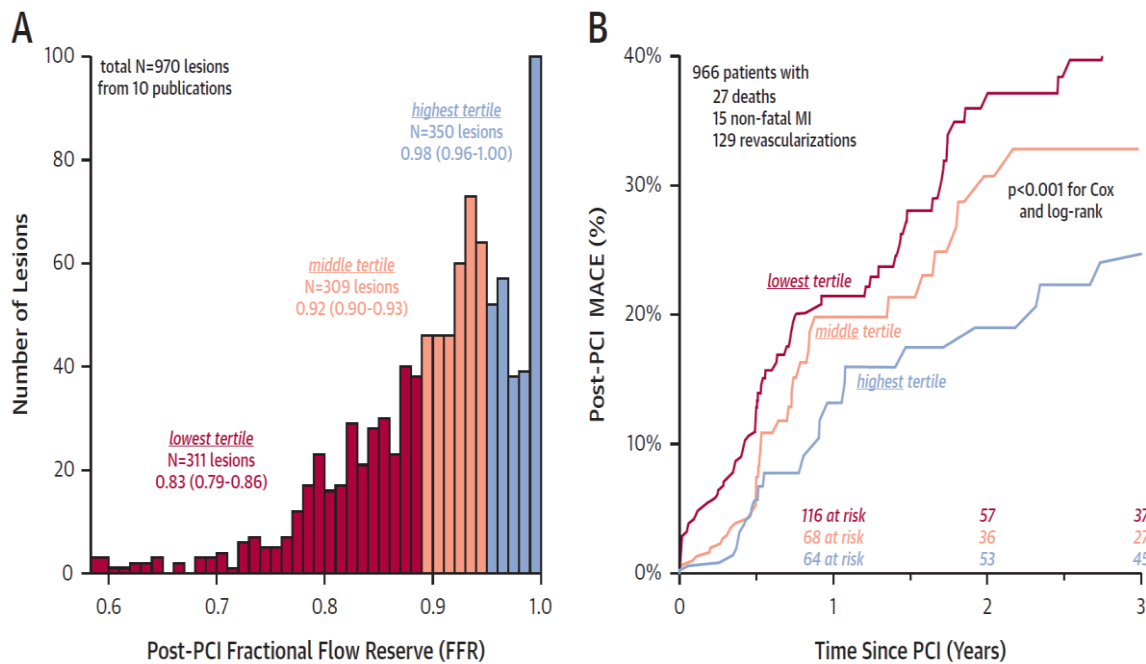 A
100
80
60
40
20
0
Number of Lesions
total N=970 lesions
from 10 publications
highest tertile
N=350 lesions
0.98 (0.96-1.00)
middle tertile
N=309 lesions
0.92 (0.90-0.93)
lowest tertile
N=311 lesions
0.83 (0.79-0.86)
0.6
0.7
0.8
0.9
1.0
Post-PCI Fractional Flow Reserve (FFR)
B
40%
30%
20%
10%
0%
Post-PCI MACE (%)
966 patients with
27 deaths
15 non-fatal MI
129 revascularizations
p<0.001 for Cox
and log-rank
lowest tertile
middle tertile
highest tertile
116 at risk 57 37
68 at risk 36 27
64 at risk 53 45
0 1 2 3
Time Since PCI (Years)